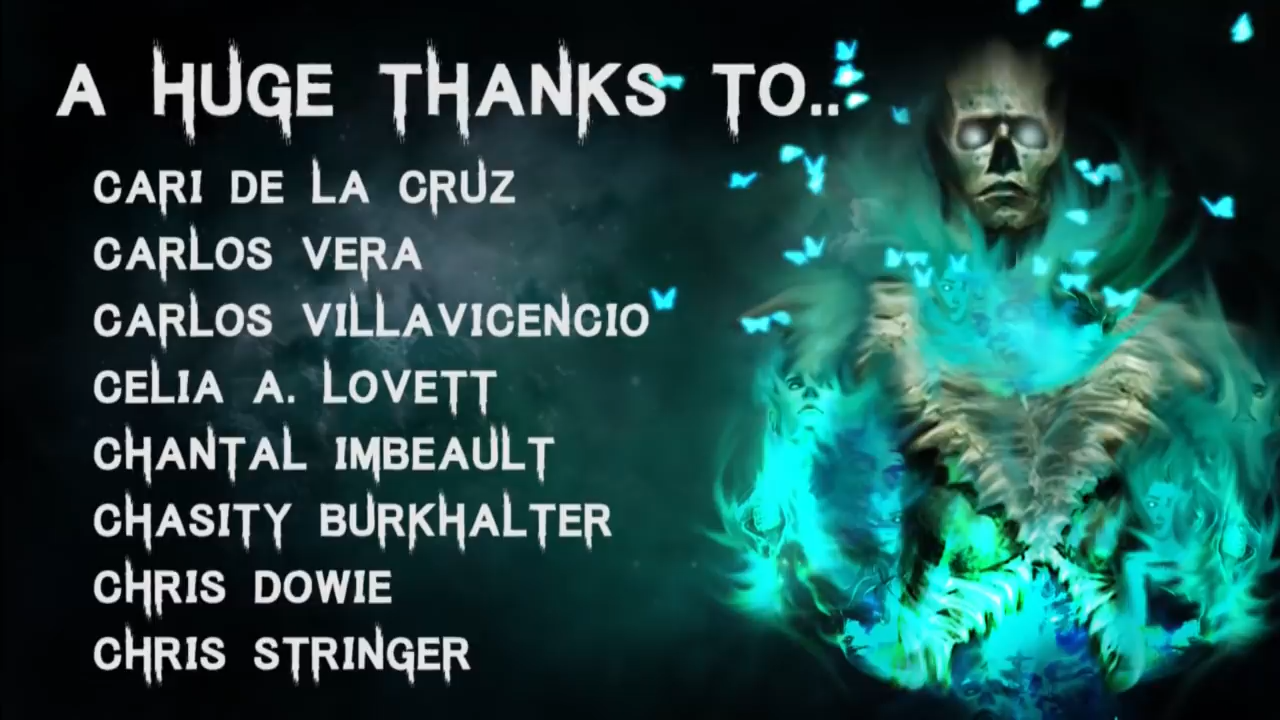 A HUGE THANKS TO..
CARI DE LA CRUZ
CARLOS VERA
CARLOS VILLAVICENCIO
CELIA A. LOVETT
CHANTAL IMBEAULT
CHASITY BURKHALTER
CHRIS DOWIE
CHRIS STRINGER